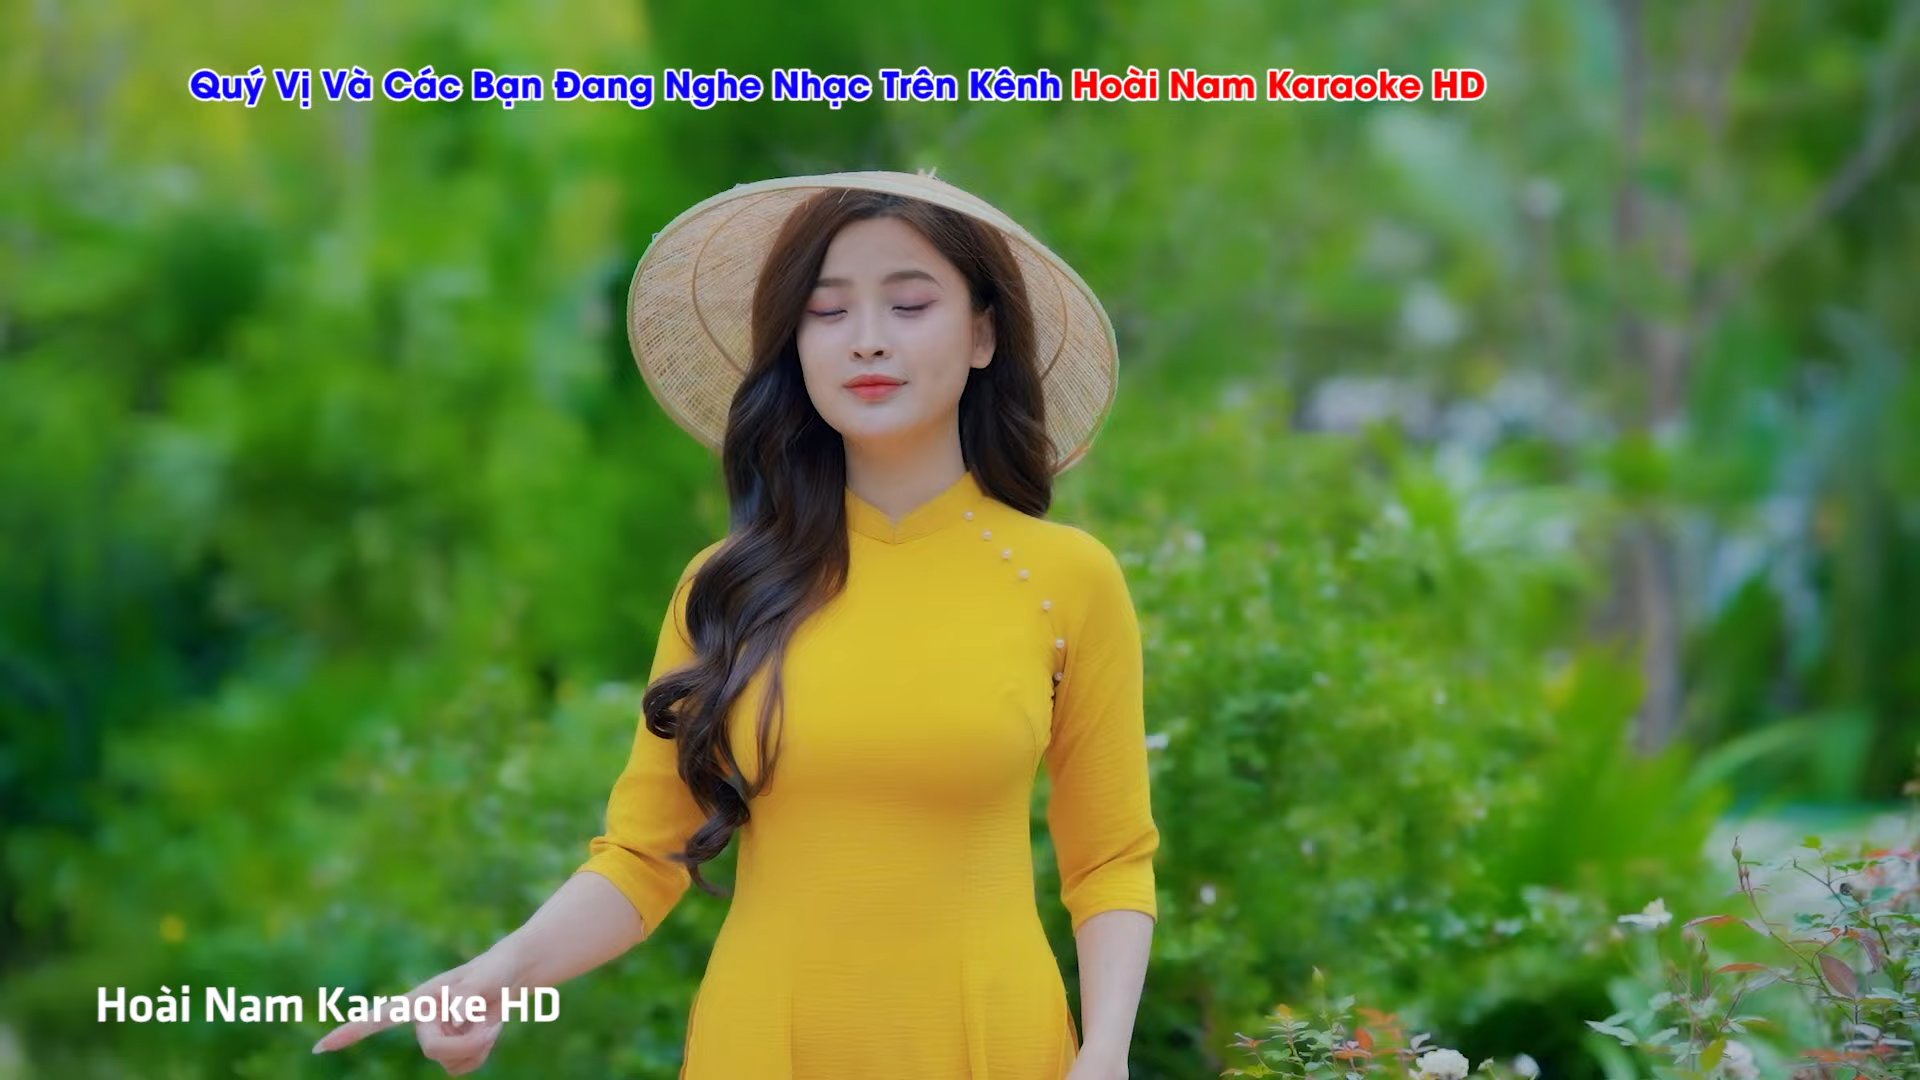 Quý Vị Và Các Bạn Đang Nghe Nhạc Trên Kênh Hoài Nam Karaoke HD
Hoài Nam Karaoke HD